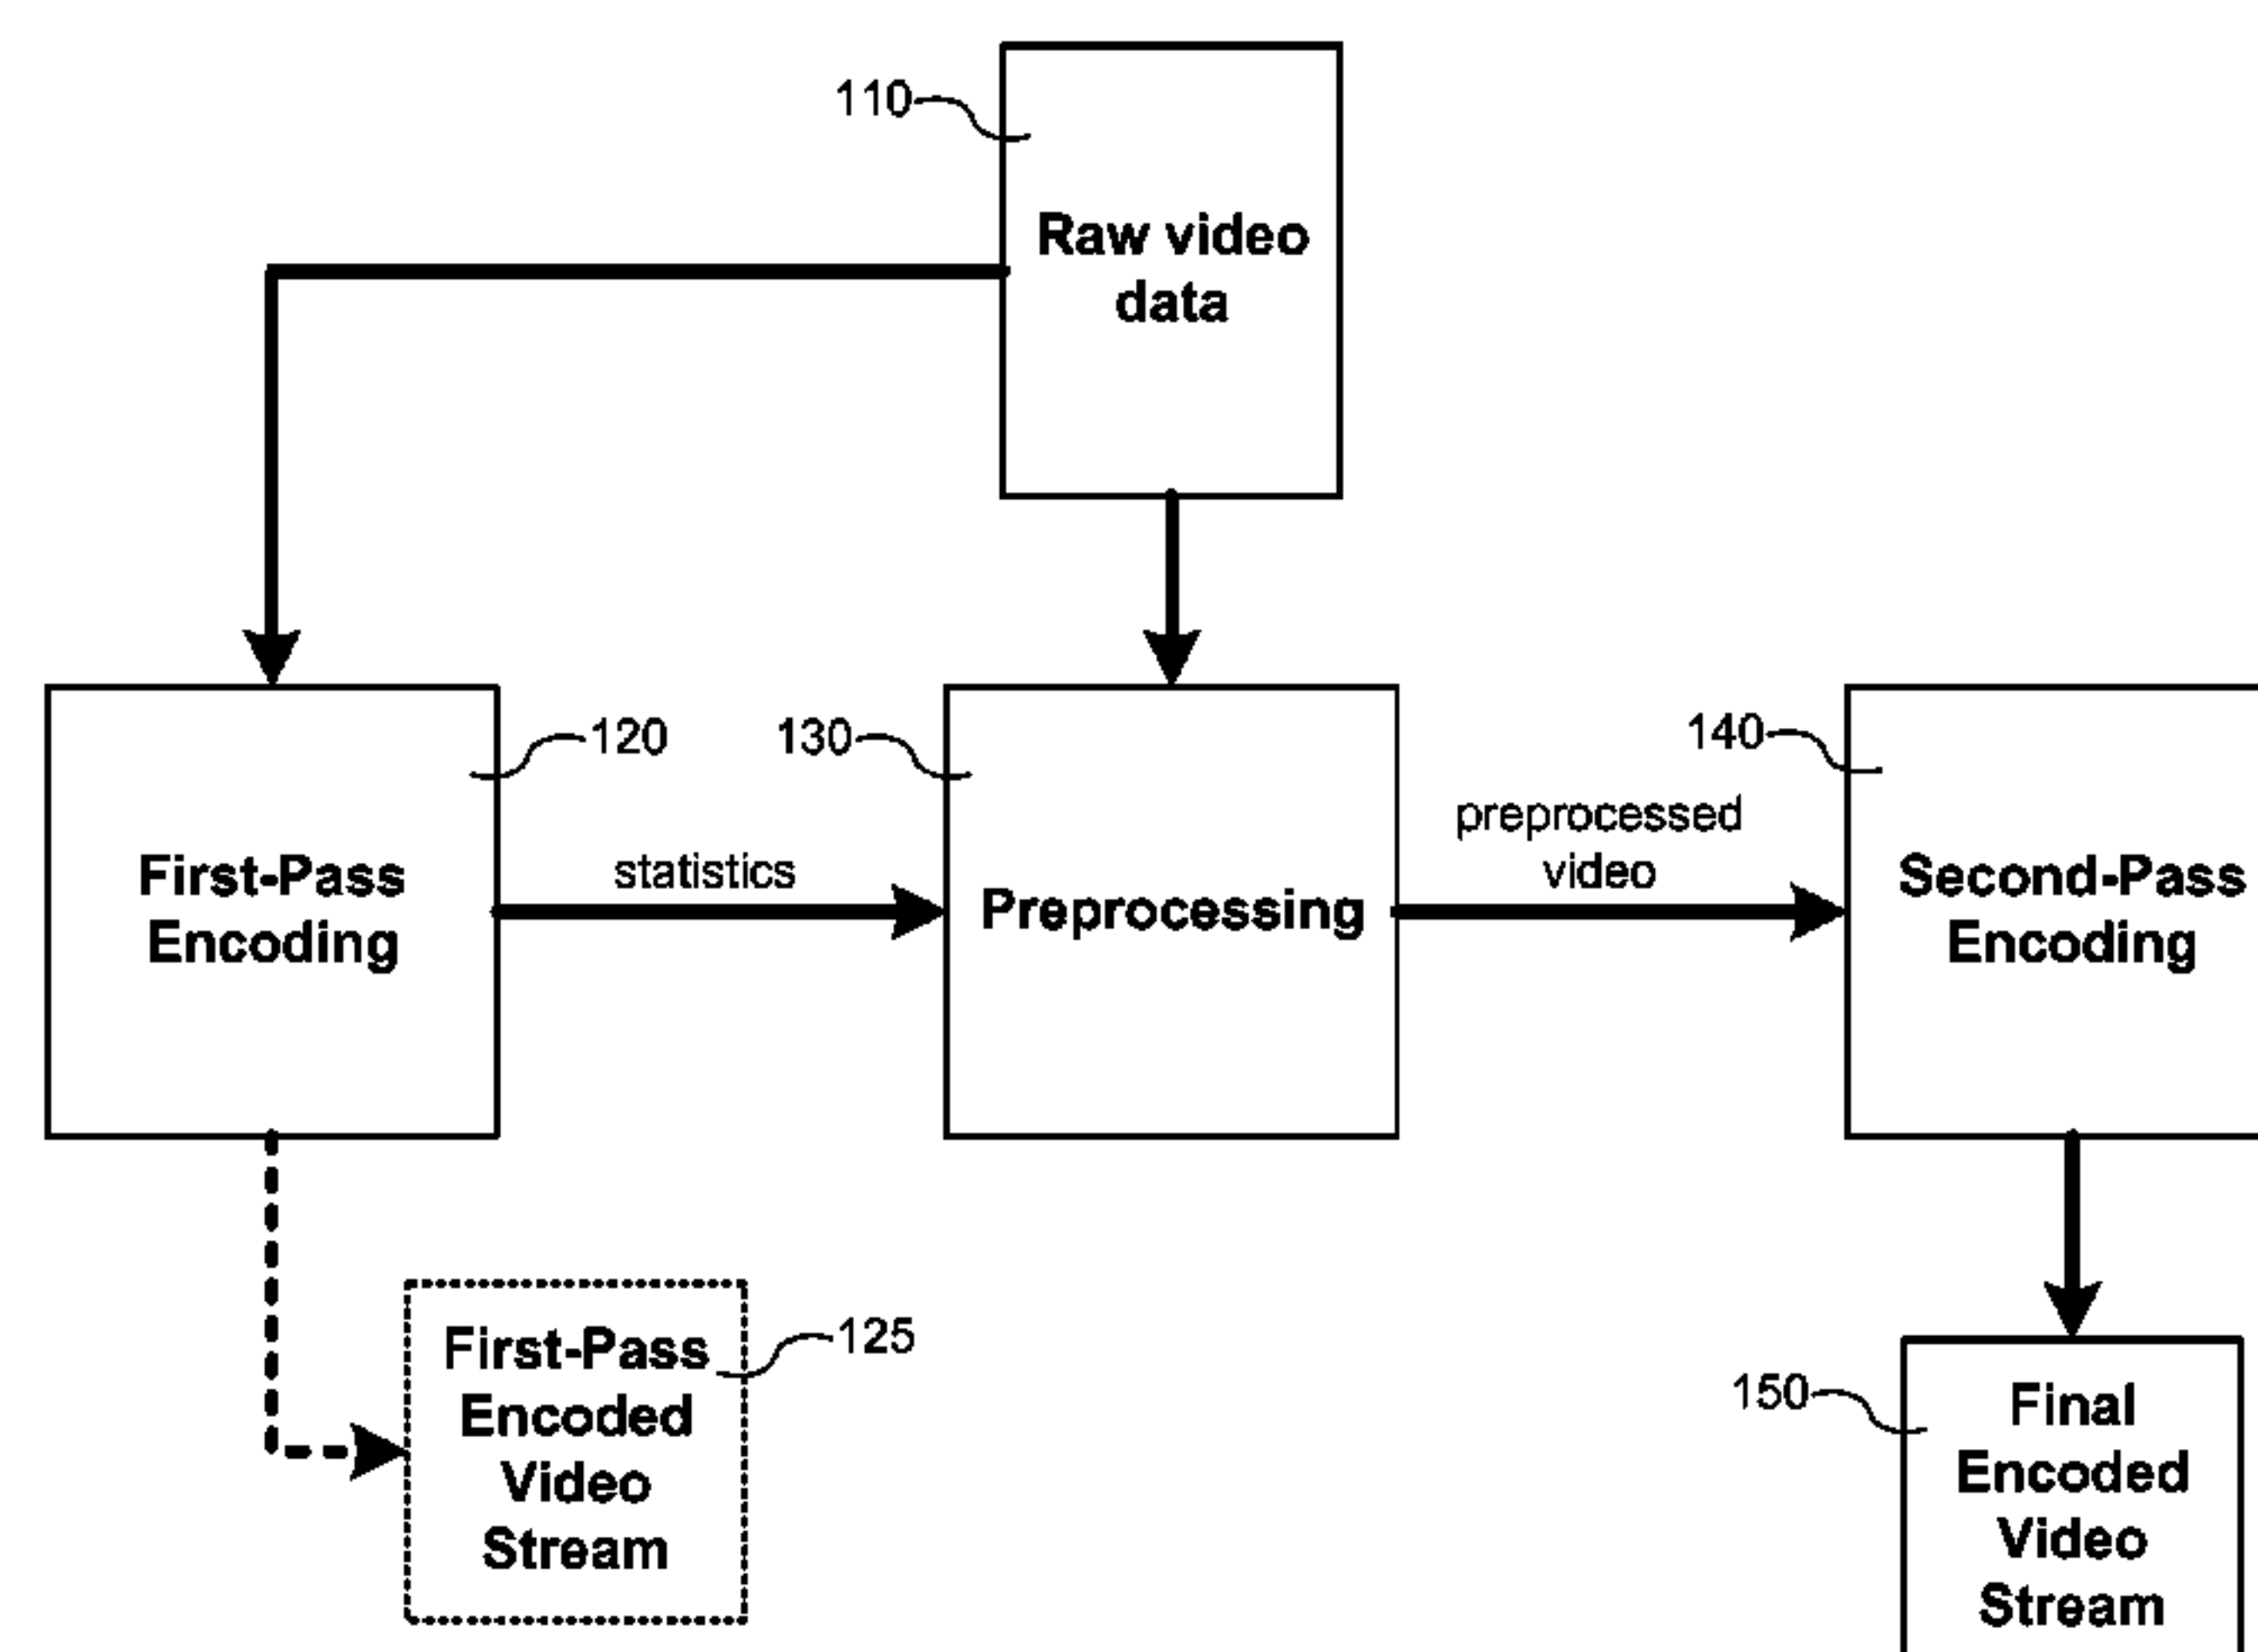 110
Raw video
data
120
130
140
First-Pass
Encoding
statistics
Preprocessing
preprocessed
video
Second-Pass
Encoding
First-Pass
Encoded
Video
Stream
125
150
Final
Encoded
Video
Stream